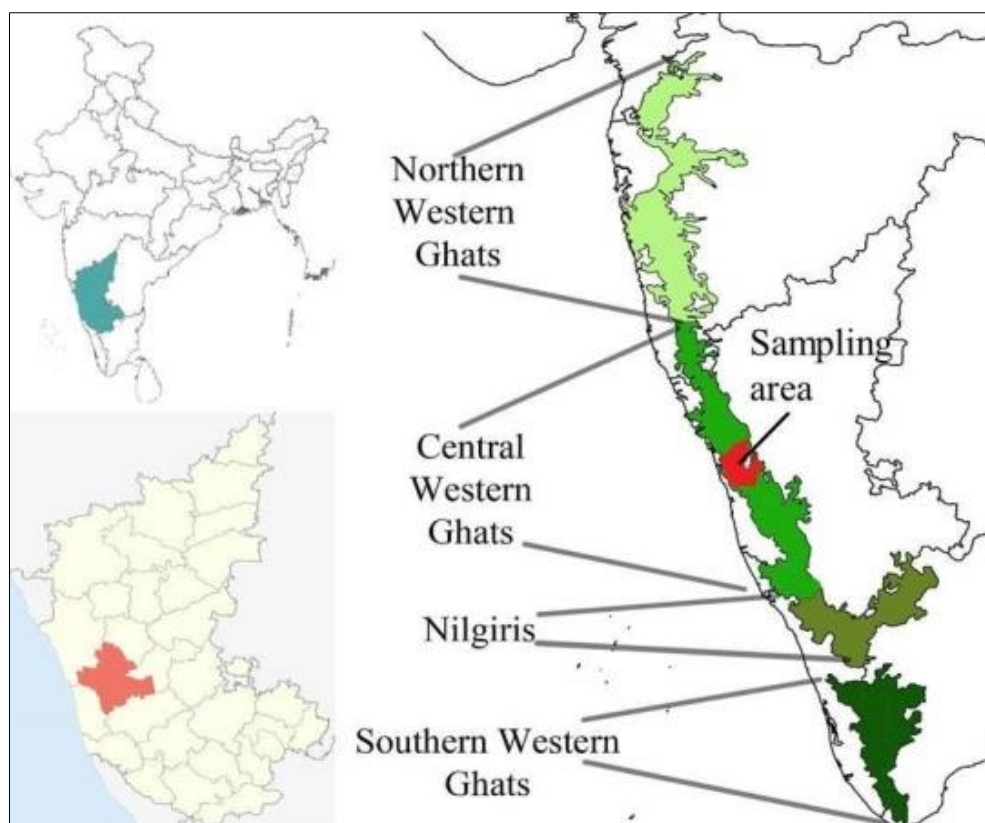 Northern
Western
Ghats
Sampling
area
Central
Western
Ghats
Nilgiris
Southern Western
Ghats